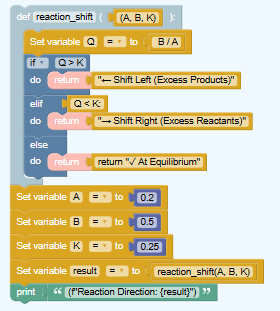 def reaction_shift ( (A, B, K) ):
Set variable Q = to B / A
if Q > K
do return "← Shift Left (Excess Products)"
elif Q < K:
do return "→ Shift Right (Excess Reactants)"
else
do return return "✓ At Equilibrium"
Set variable A = to 0.2
Set variable B = to 0.5
Set variable K = to 0.25
Set variable result = to reaction_shift(A, B, K)
print “ (f"Reaction Direction: {result}") ”